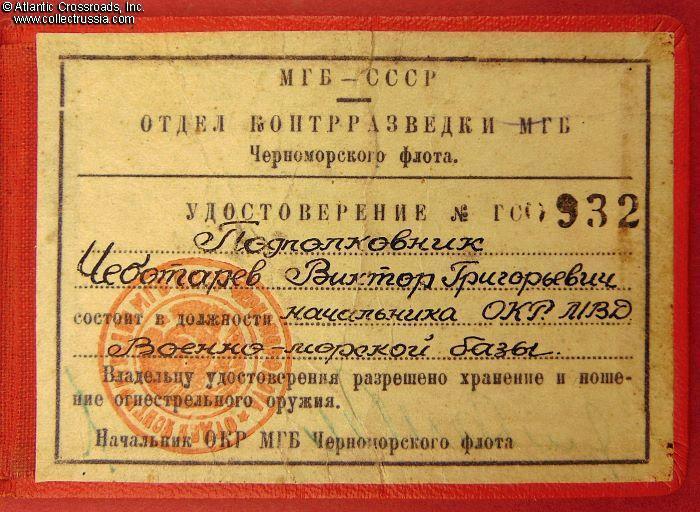 © Atlantic Crossroads, Inc.
www.collectrussia.com
МГБ – СССР
ОТДЕЛ КОНТРРАЗВЕДКИ МГБ
Черноморского флота.
УДОСТОВЕРЕНИЕ № ГСО 932
Подполковник
Чеботарев Виктор Григорьевич
состоит в должности начальника ОКР МВД
Военно-морской базы.
Владельцу удостоверения разрешено хранение и ноше-
ние огнестрельного оружия.
Начальник ОКР МГБ Черноморского флота